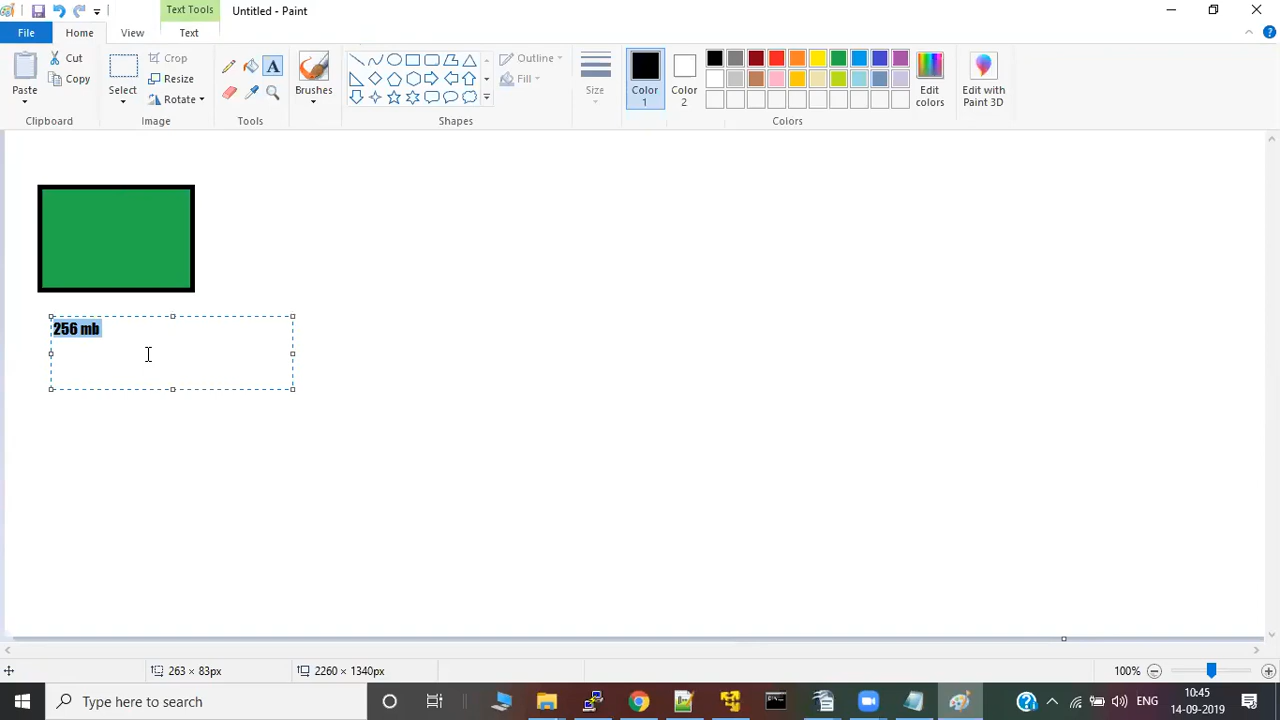 Text Tools
Untitled - Paint
File
Home
View
Text
Paste
Cut
Copy
Clipboard
Select
Crop
Resize
Rotate
Image
A
Tools
Brushes
Shapes
Outline
Fill
Size
Color 1
Color 2
Edit colors
Edit with Paint 3D
Colors
256 mb
263 × 83px
2260 × 1340px
100%
Type here to search
ENG
10:45
14-09-2019